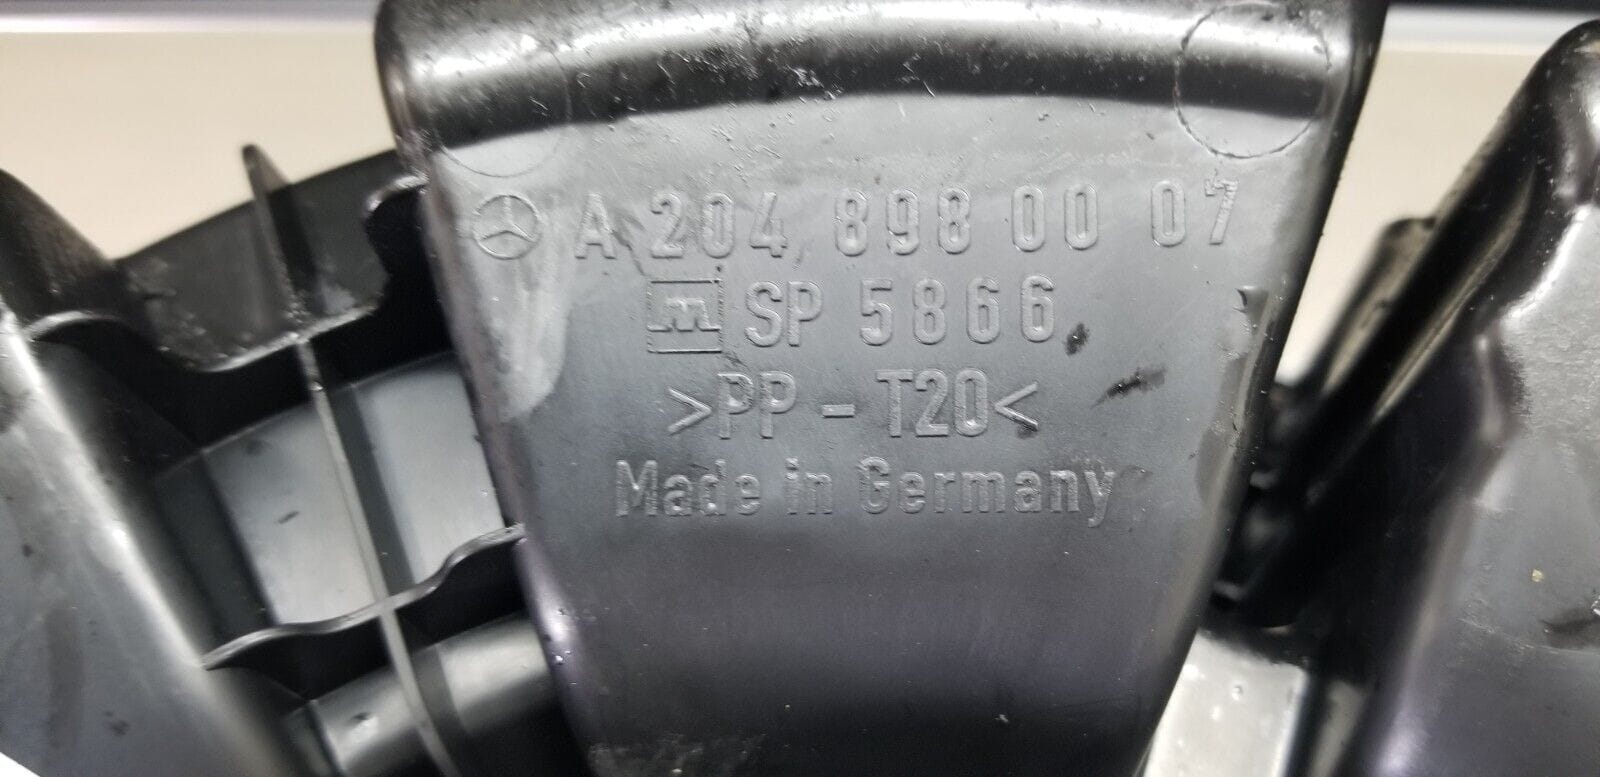 A 204 898 00 07
SP 5866
>PP - T20<
Made in Germany